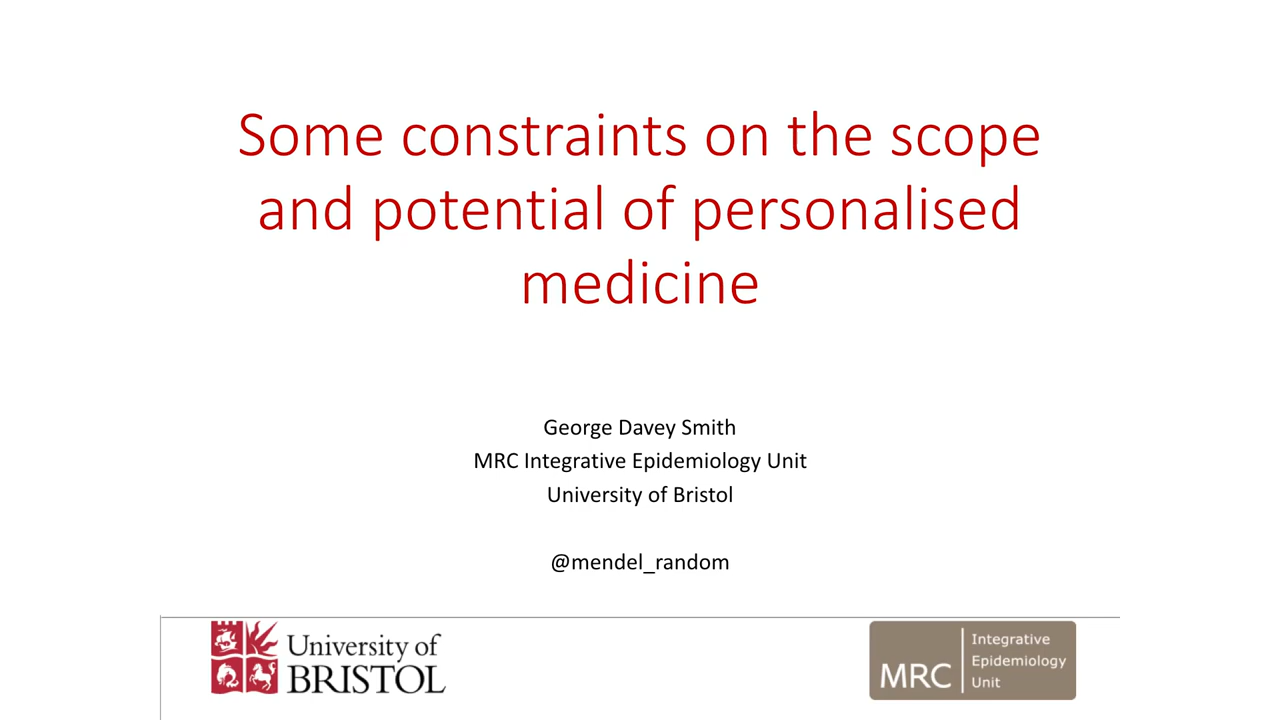 Some constraints on the scope
and potential of personalised
medicine
George Davey Smith
MRC Integrative Epidemiology Unit
University of Bristol
@mendel_random
University of
BRISTOL
MRC
Integrative
Epidemiology
Unit